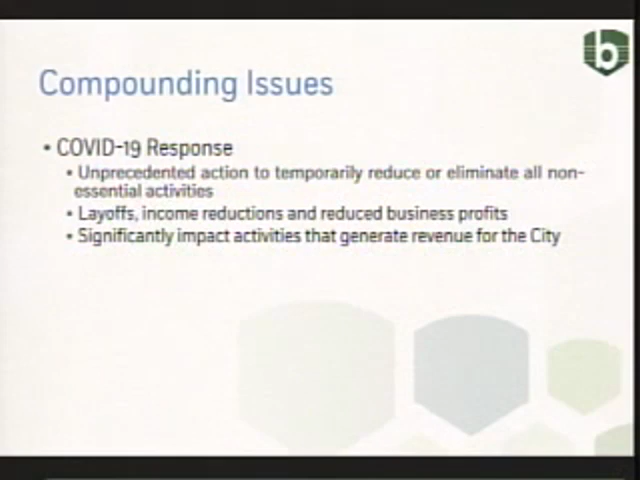 b
Compounding Issues
• COVID-19 Response
• Unprecedented action to temporarily reduce or eliminate all non-
essential activities
• Layoffs, income reductions and reduced business profits
• Significantly impact activities that generate revenue for the City